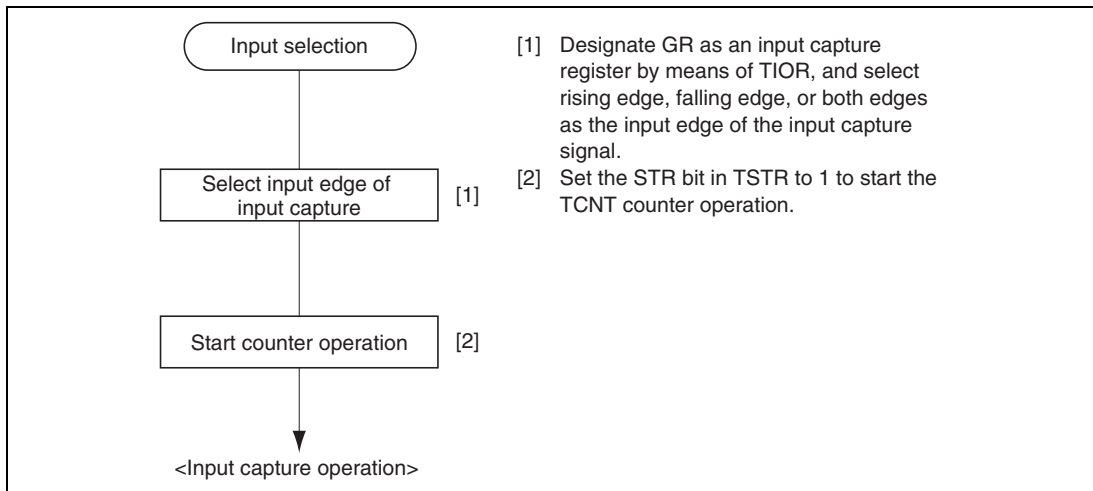 Input selection
Select input edge of
input capture
[1]
Start counter operation
[2]
<Input capture operation>
[1] Designate GR as an input capture
register by means of TIOR, and select
rising edge, falling edge, or both edges
as the input edge of the input capture
signal.
[2] Set the STR bit in TSTR to 1 to start the
TCNT counter operation.